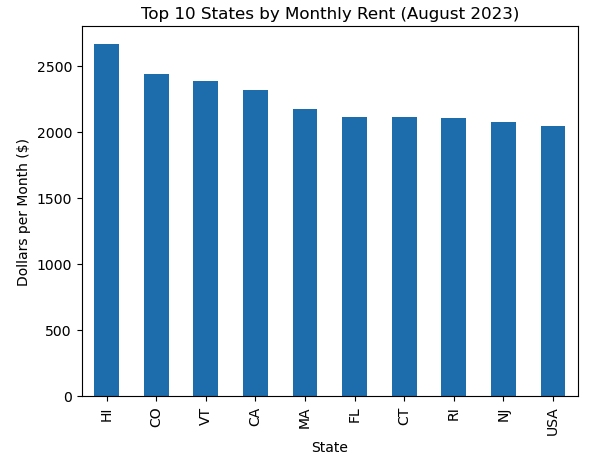 Top 10 States by Monthly Rent (August 2023)
Dollars per Month ($)
2500
2000
1500
1000
500
0
HI CO VT CA MA FL CT RI NJ USA
State